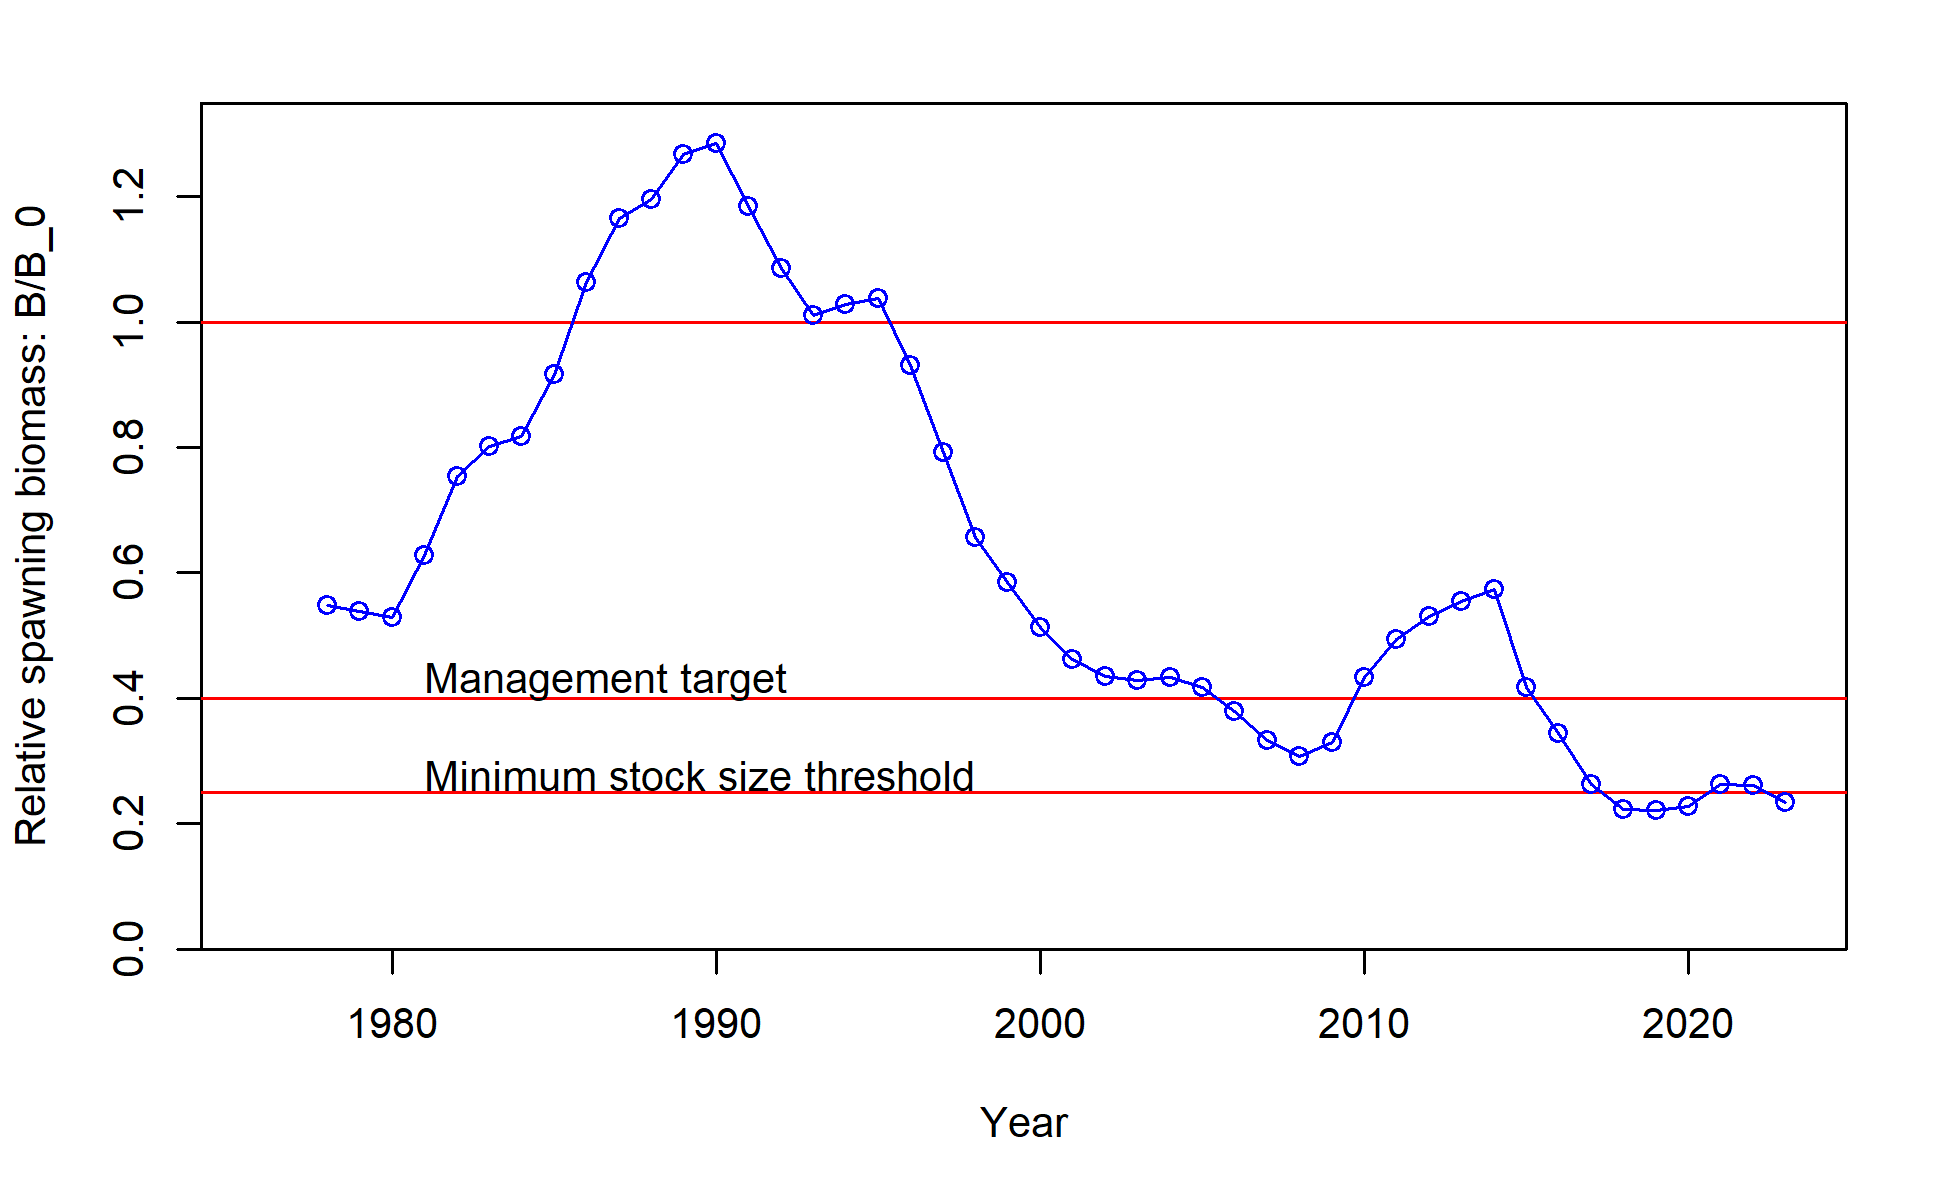 Relative spawning biomass: B/B_0
1.2
1.0
0.8
0.6
0.4
0.2
0.0
Management target
Minimum stock size threshold
1980 1990 2000 2010 2020
Year